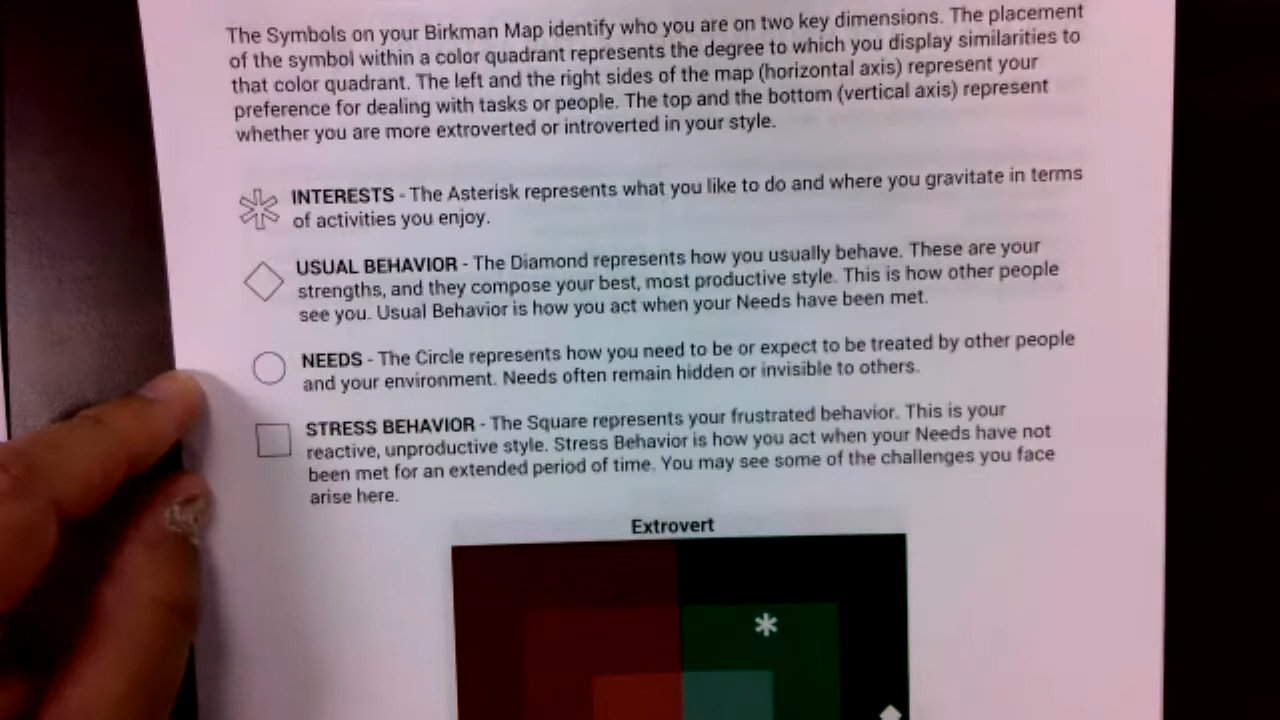 The Symbols on your Birkman Map identify who you are on two key dimensions. The placement
of the symbol within a color quadrant represents the degree to which you display similarities to
that color quadrant. The left and the right sides of the map (horizontal axis) represent your
preference for dealing with tasks or people. The top and the bottom (vertical axis) represent
whether you are more extroverted or introverted in your style.
INTERESTS - The Asterisk represents what you like to do and where you gravitate in terms
of activities you enjoy.
USUAL BEHAVIOR - The Diamond represents how you usually behave. These are your
strengths, and they compose your best, most productive style. This is how other people
see you. Usual Behavior is how you act when your Needs have been met.
NEEDS - The Circle represents how you need to be or expect to be treated by other people
and your environment. Needs often remain hidden or invisible to others.
STRESS BEHAVIOR - The Square represents your frustrated behavior. This is your
reactive, unproductive style. Stress Behavior is how you act when your Needs have not
been met for an extended period of time. You may see some of the challenges you face
arise here.
Extrovert